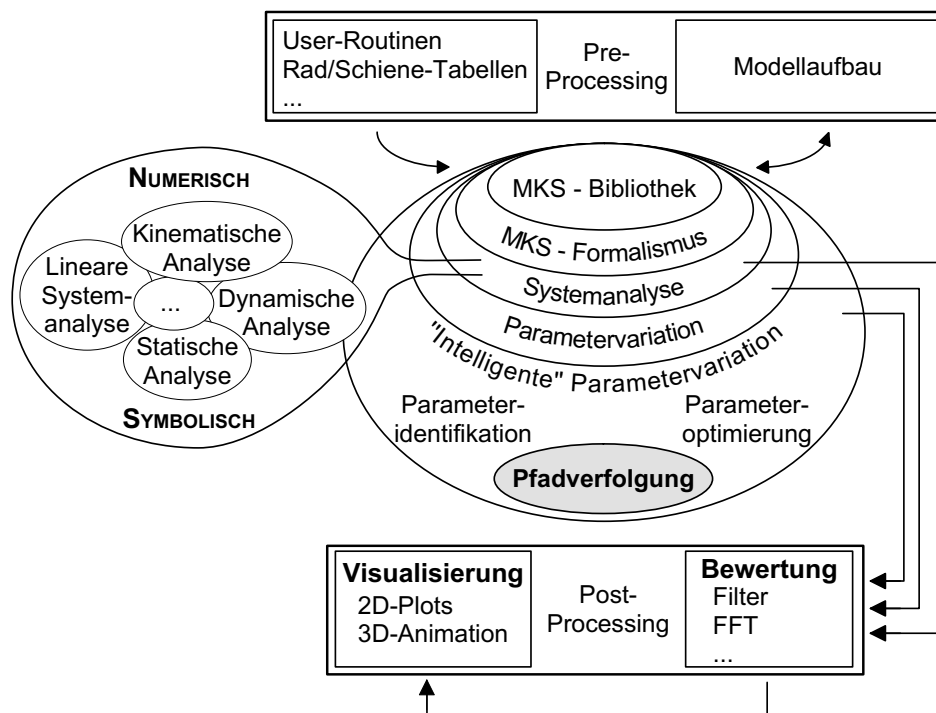 User-Routinen
Rad/Schiene-Tabellen
...
Pre-
Processing
Modellaufbau
NUMERISCH
Kinematische
Analyse
Lineare
System-
analyse
...
Dynamische
Analyse
Statische
Analyse
SYMBOLISCH
MKS - Bibliothek
MKS - Formalismus
Systemanalyse
Parametervariation
"Intelligente" Parametervariation
Parameter-
identifikation
Parameter-
optimierung
Pfadverfolgung
Visualisierung
2D-Plots
3D-Animation
Post-
Processing
Bewertung
Filter
FFT
...